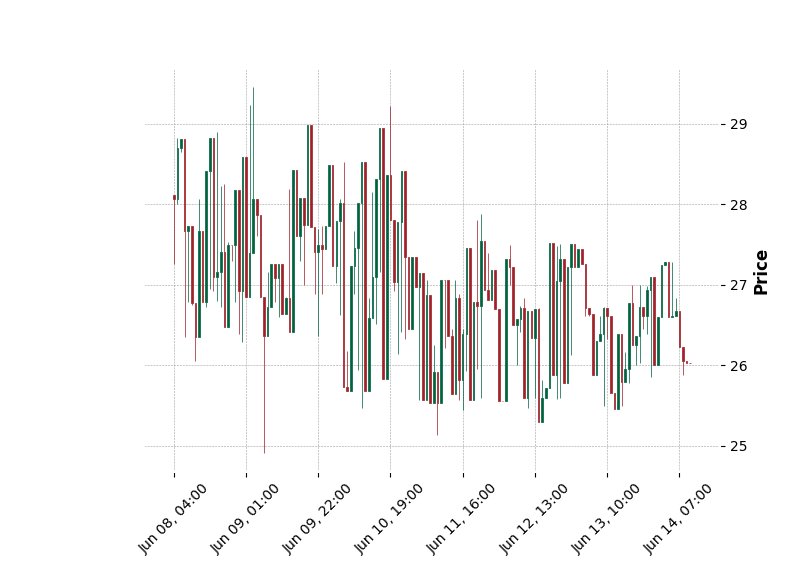 29
28
27
26
25
Price
Jun 08, 04:00
Jun 09, 01:00
Jun 09, 22:00
Jun 10, 19:00
Jun 11, 16:00
Jun 12, 13:00
Jun 13, 10:00
Jun 14, 07:00